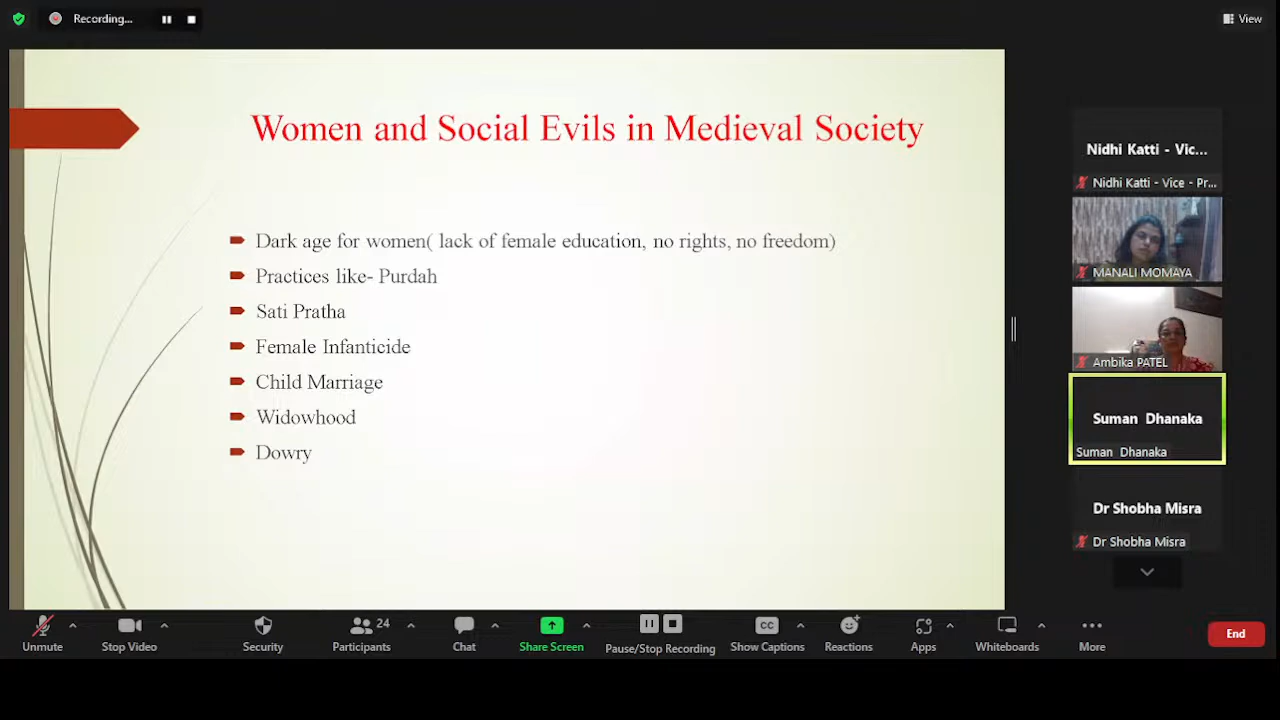 Recording...
View
Women and Social Evils in Medieval Society
Dark age for women( lack of female education, no rights, no freedom)
Practices like- Purdah
Sati Pratha
Female Infanticide
Child Marriage
Widowhood
Dowry
Nidhi Katti - Vic...
Nidhi Katti - Vice - Pr...
MANALI MOMAYA
Ambika PATEL
Suman Dhanaka
Suman Dhanaka
Dr Shobha Misra
Dr Shobha Misra
Unmute
Stop Video
Security
24
Participants
Chat
Share Screen
Pause/Stop Recording
CC
Show Captions
Reactions
Apps
Whiteboards
More
End